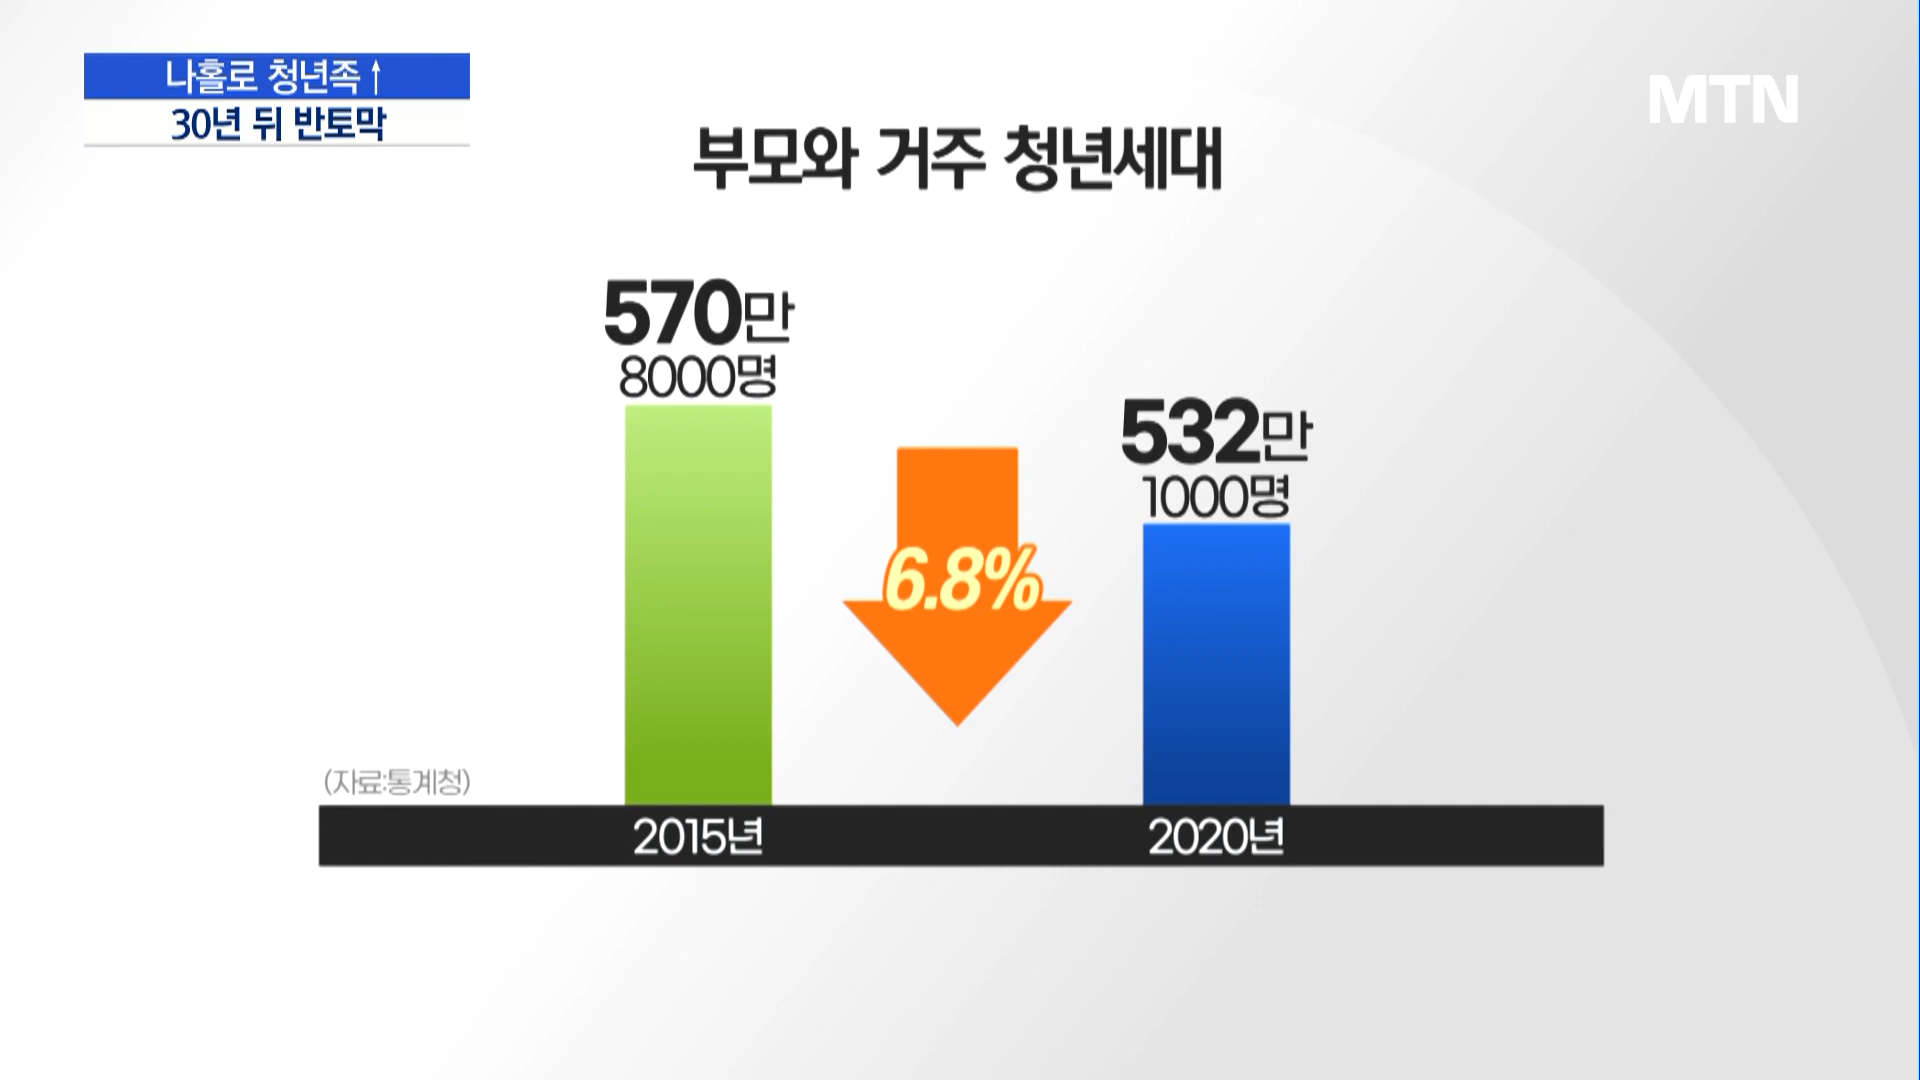 나홀로 청년족↑
30년 뒤 반토막
MTN
부모와 거주 청년세대
570만
8000명
532만
1000명
6.8%
(자료:통계청)
2015년
2020년